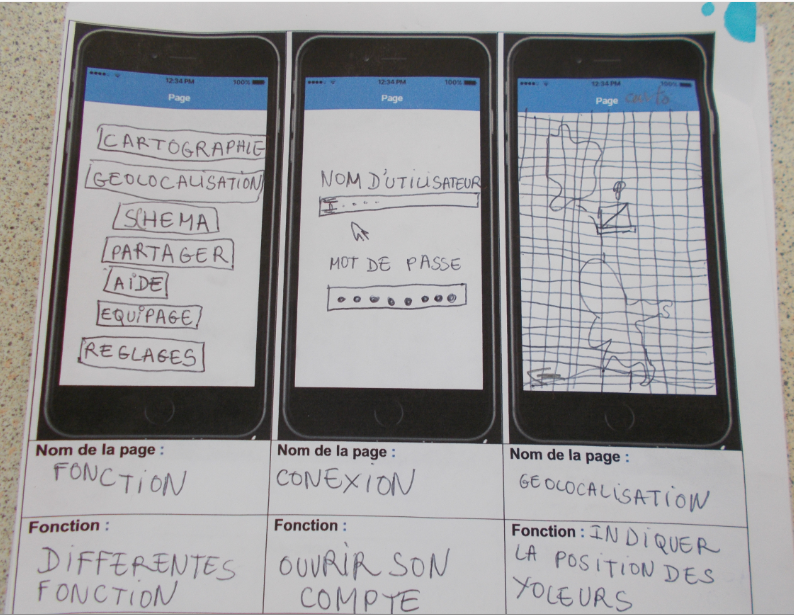 12:34 PM 100%
Page
CARTOGRAPHIE
GEOLOCALISATION
SCHEMA
PARTAGER
AIDE
EQUIPAGE
REGLAGES
Nom de la page :
FONCTION
Fonction :
DIFFERENTES
FONCTION
12:34 PM 100%
Page
NOM D'UTILISATEUR
MOT DE PASSE
Nom de la page :
CONEXION
Fonction :
OUVRIR SON
COMPTE
12:34 PM 100%
Page
Nom de la page :
GEOLOCALISATION
Fonction : INDIQUER
LA POSITION DES
YOLEURS